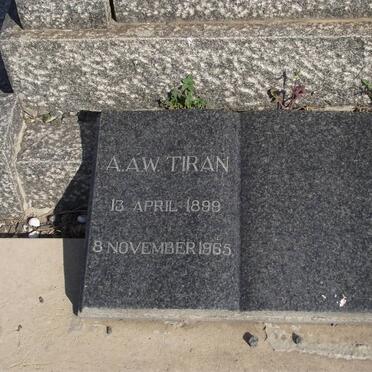 A.A.W. TIRAN
13 APRIL 1899
8 NOVEMBER 1965